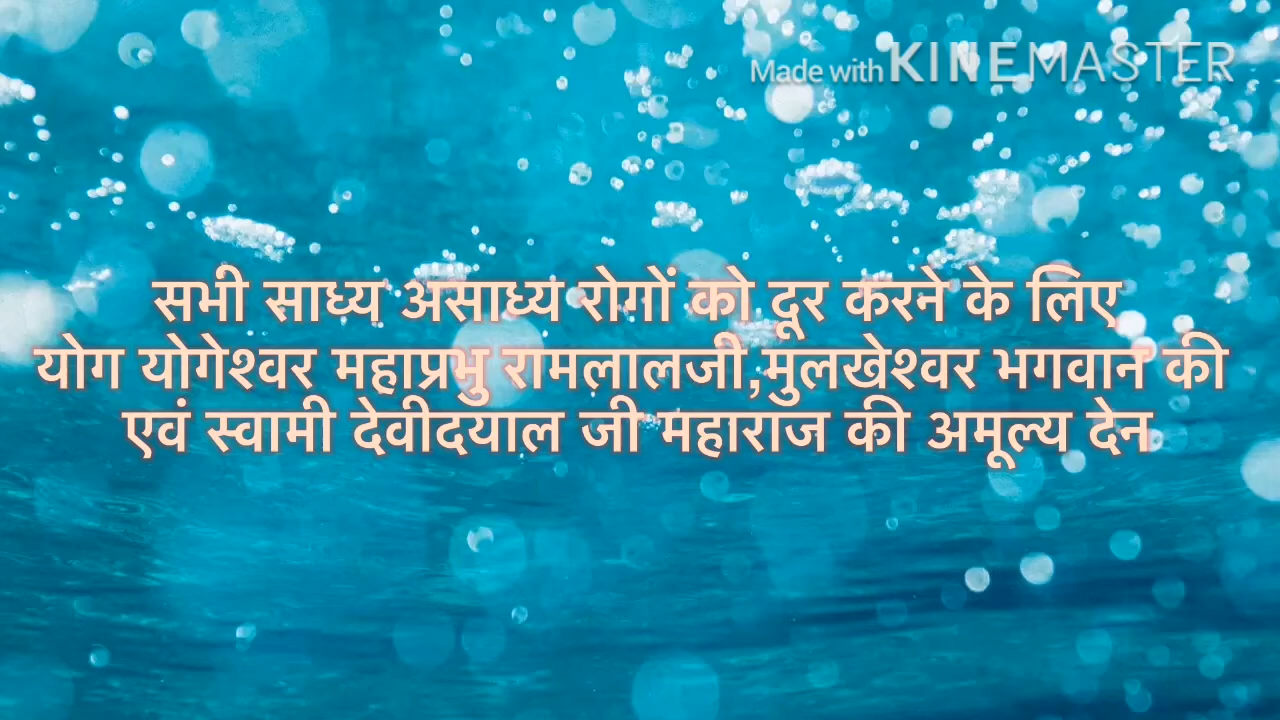 Made with KINEMASTER
सभी साध्य असाध्य रोगों को दूर करने के लिए
योग योगेश्वर महाप्रभु रामलालजी,मुलखेश्वर भगवान की
एवं स्वामी देवीदयाल जी महाराज की अमूल्य देन